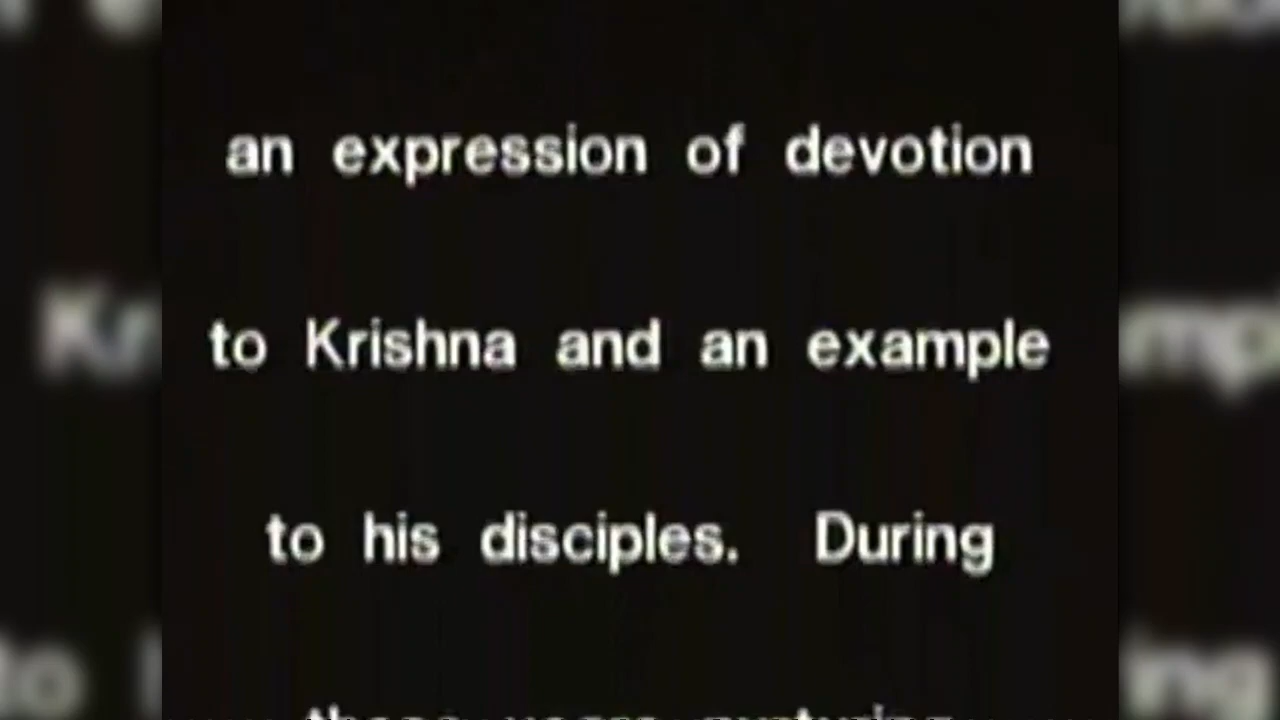 an expression of devotion
to Krishna and an example
to his disciples. During